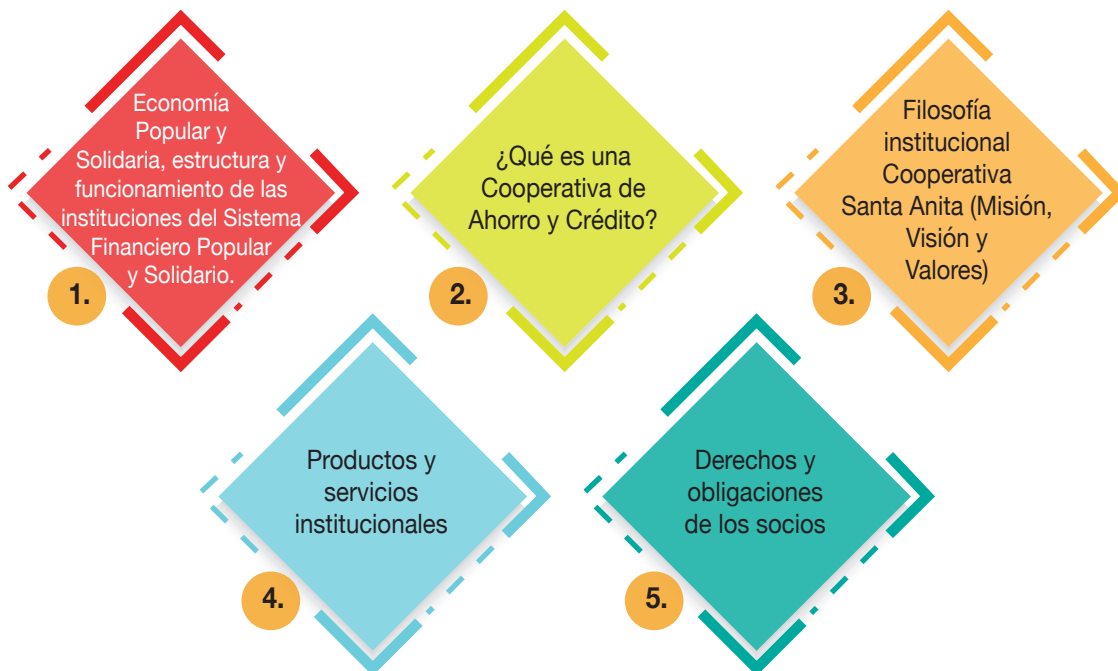 Economía
Popular y
Solidaria, estructura y
funcionamiento de las
instituciones del Sistema
Financiero Popular
y Solidario.
1.
¿Qué es una
Cooperativa de
Ahorro y Crédito?
2.
Filosofía
institucional
Cooperativa
Santa Anita (Misión,
Visión y
Valores)
3.
Productos y
servicios
institucionales
4.
Derechos y
obligaciones
de los socios
5.